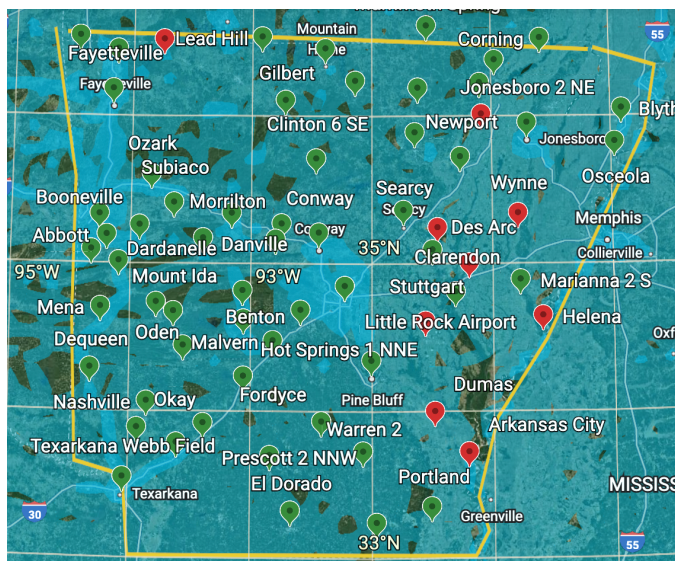 Mountain
Home
55
Lead Hill
Corning
Fayetteville
Gilbert
Fayetteville
Jonesboro 2 NE
Clinton 6 SE
Newport
Blyth
Jonesboro
Ozark
Subiaco
Osceola
Wynne
Booneville
Morrilton
Conway
Searcy
Searcy
Memphis
Abbott
Conway
Des Arc
Dardanelle
Danville
35°N
Collierville
Clarendon
95°W
Mount Ida
93°W
Stuttgart
Marianna 2 S
Mena
Benton
Little Rock Airport
Helena
Oden
Oxf
Dequeen
Malvern
Hot Springs 1 NNE
Dumas
Nashville
Okay
Fordyce
Pine Bluff
Arkansas City
Texarkana Webb Field
Warren 2
Prescott 2 NNW
Portland
El Dorado
MISSISS
Texarkana
30
Greenville
33°N
55